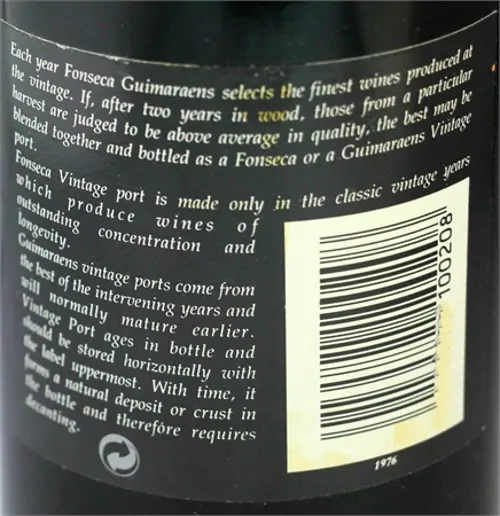 Each year Fonseca Guimaraens selects the finest wines produced at
the vintage. If, after two years in wood, those from a particular
harvest are judged to be above average in quality, the best may be
blended together and bottled as a Fonseca or a Guimaraens Vintage
port.
Fonseca Vintage port is made only in the classic vintage years
which produce wines of
outstanding concentration and
longevity.
Guimaraens vintage ports come from
the best of the intervening years and
will normally mature earlier.
Vintage Port ages in bottle and
should be stored horizontally with
the label uppermost. With time, it
forms a natural deposit or crust in
the bottle and therefore requires
decanting.
100208
1976